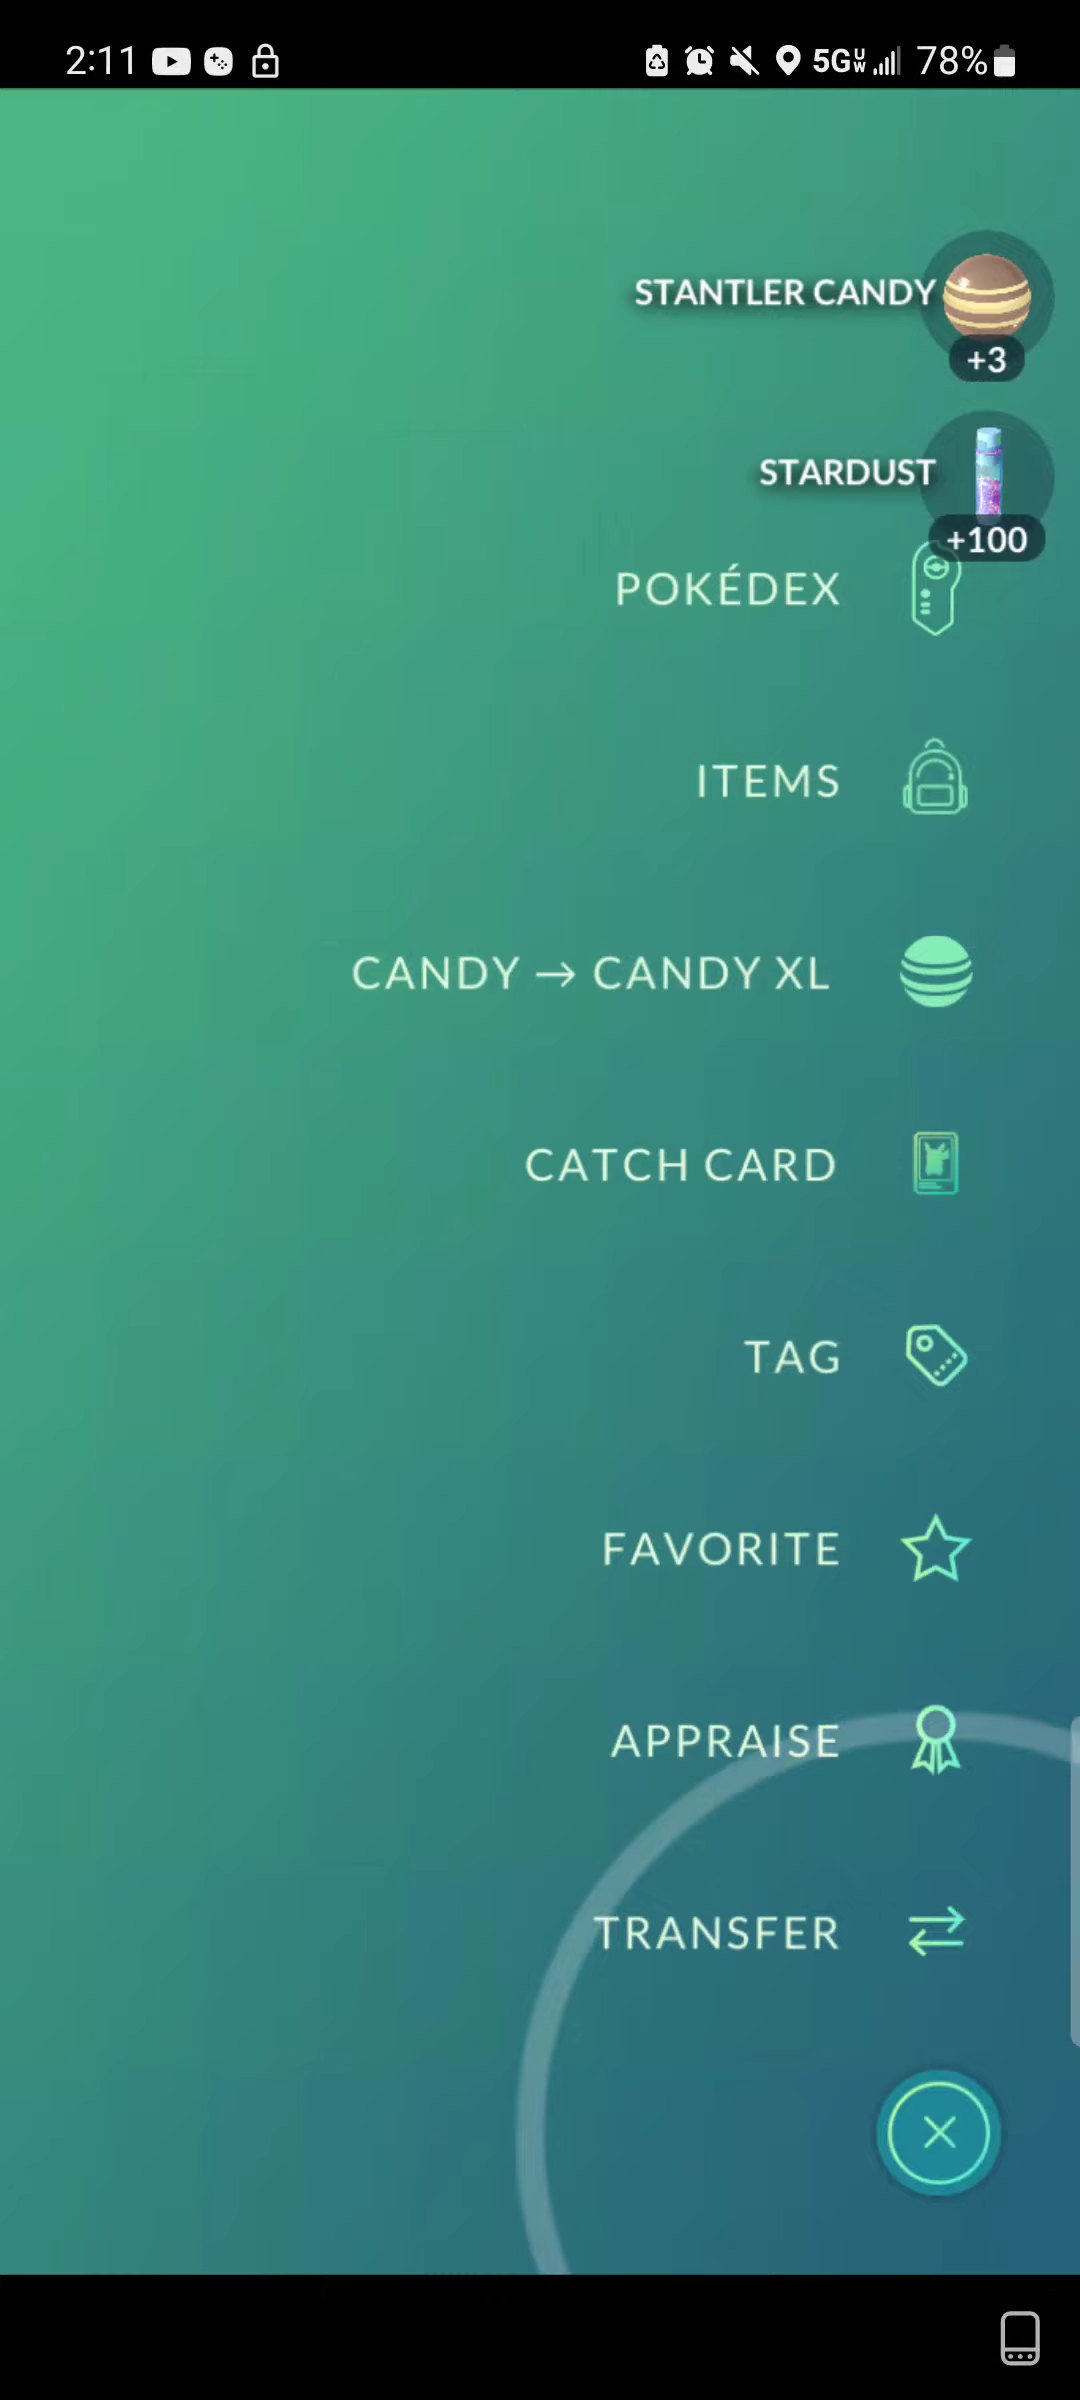 2:11 5G UW 78%
STANTLER CANDY
+3
STARDUST
+100
POKÉDEX
ITEMS
CANDY → CANDY XL
CATCH CARD
TAG
FAVORITE
APPRAISE
TRANSFER